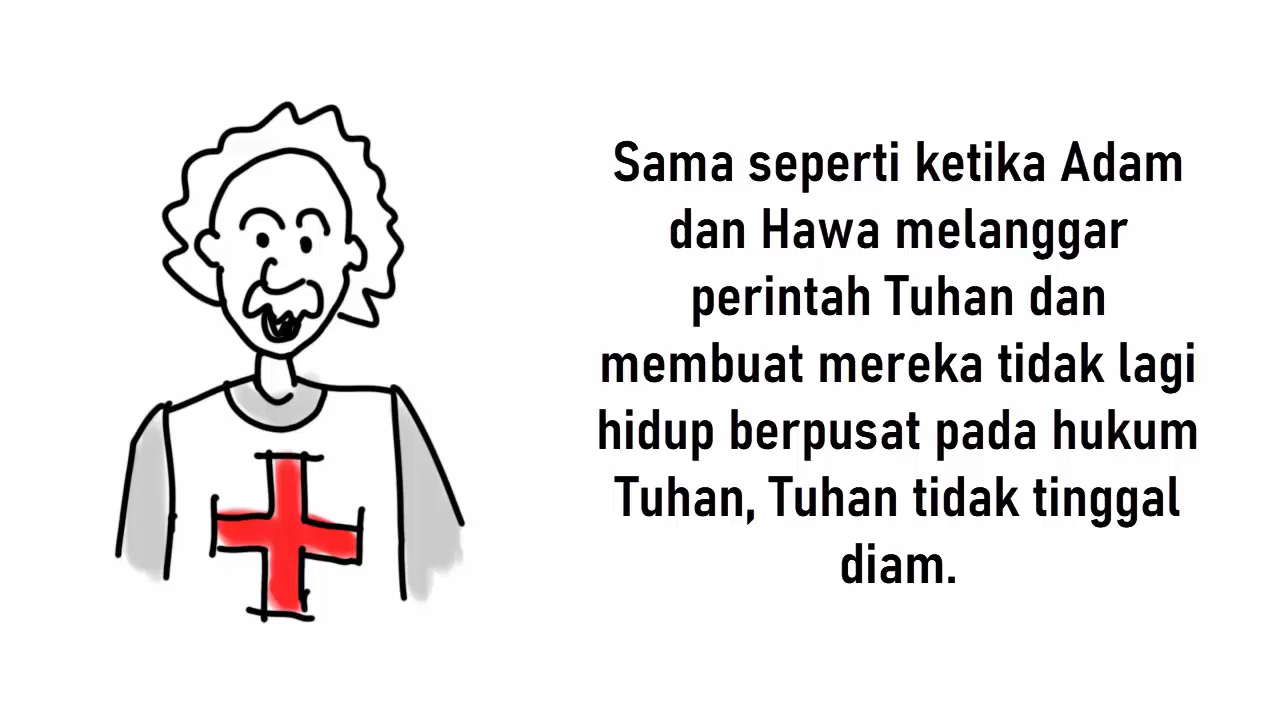 Sama seperti ketika Adam
dan Hawa melanggar
perintah Tuhan dan
membuat mereka tidak lagi
hidup berpusat pada hukum
Tuhan, Tuhan tidak tinggal
diam.